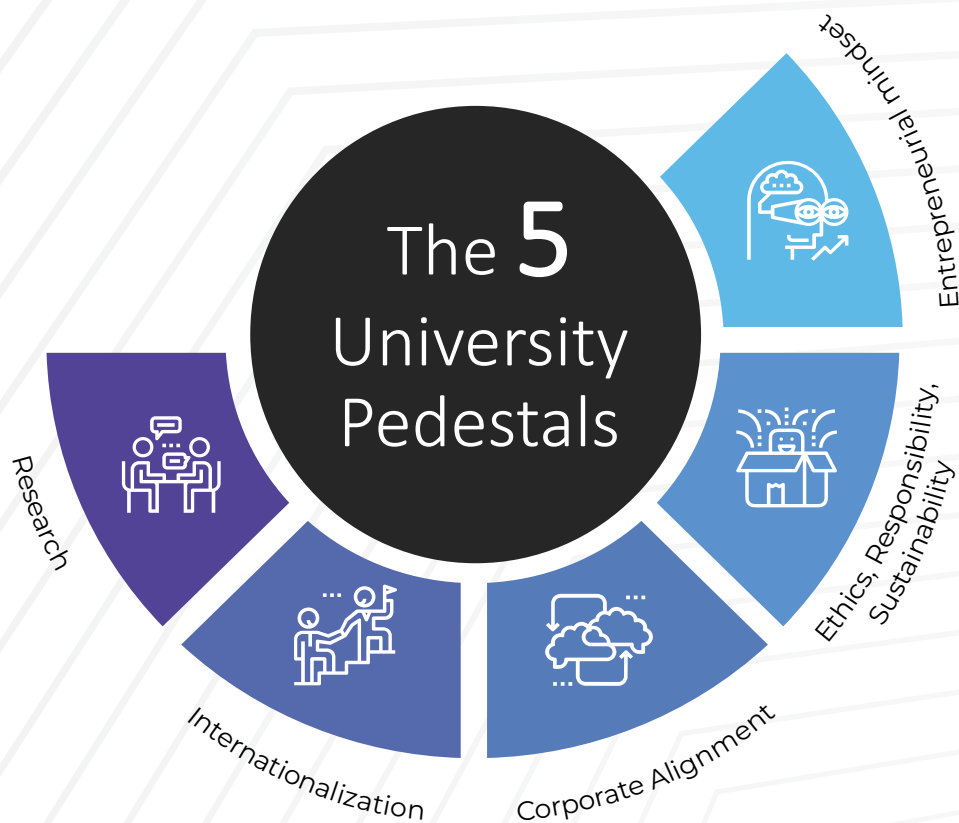 The 5
University
Pedestals
Entrepreneurial mindset
Ethics, Responsibility,
Sustainability
Corporate Alignment
Internationalization
Research